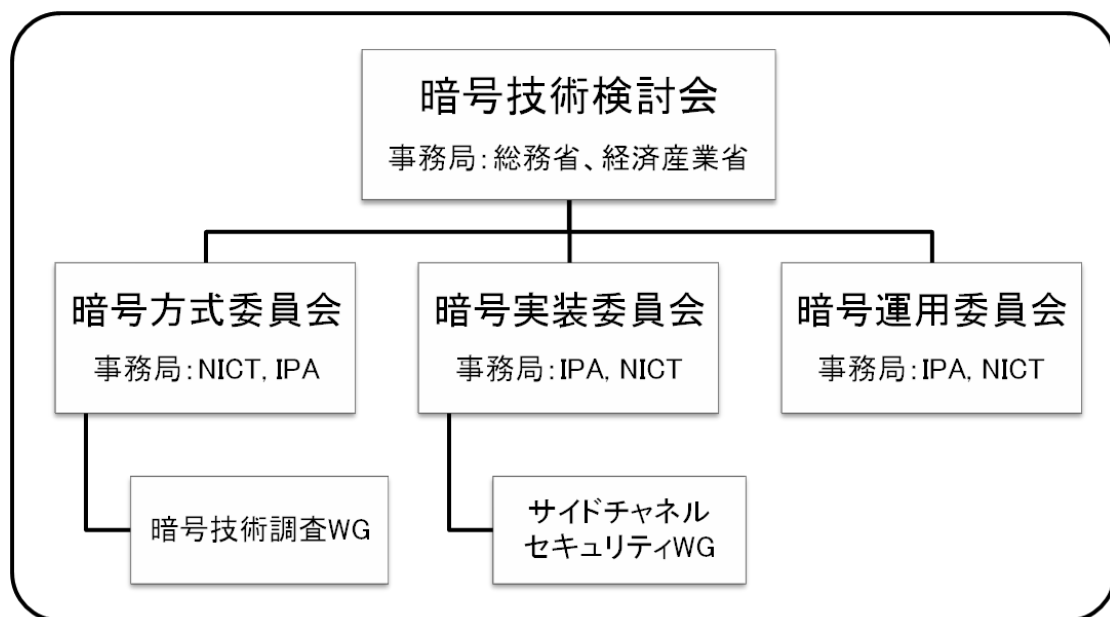 暗号技術検討会
事務局：総務省、経済産業省
暗号方式委員会
事務局：NICT, IPA
暗号実装委員会
事務局：IPA, NICT
暗号運用委員会
事務局：IPA, NICT
暗号技術調査WG
サイドチャネル
セキュリティWG